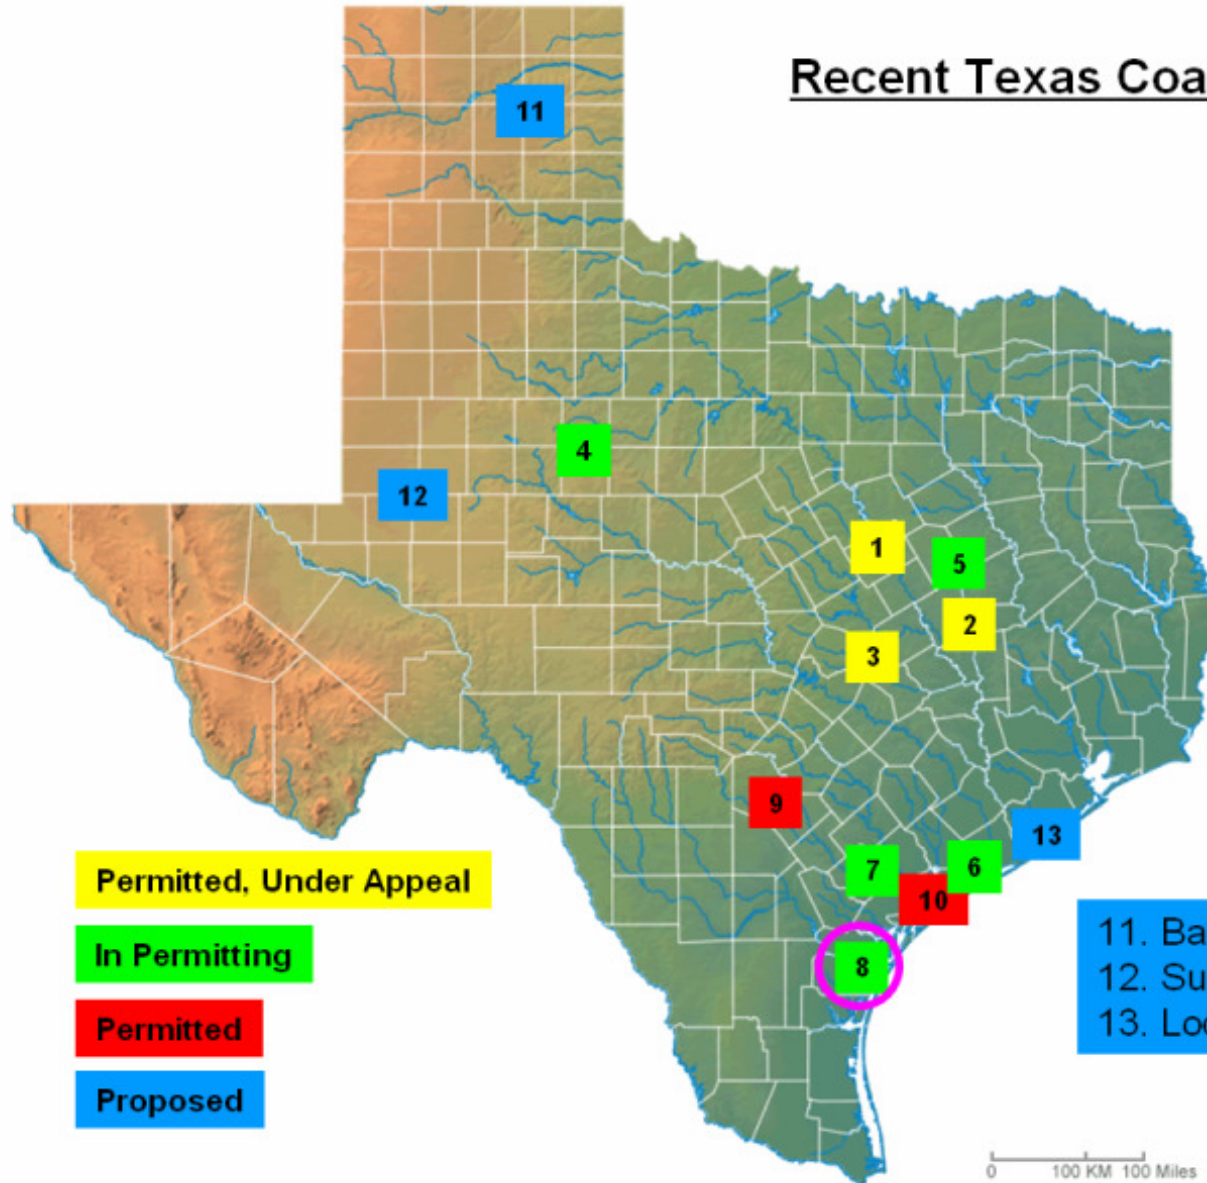 Recent Texas Coa
11
4
12
1
5
2
3
9
13
7
6
10
8
Permitted, Under Appeal
In Permitting
Permitted
Proposed
11. Ba
12. Su
13. Loc
0 100 KM 100 Miles